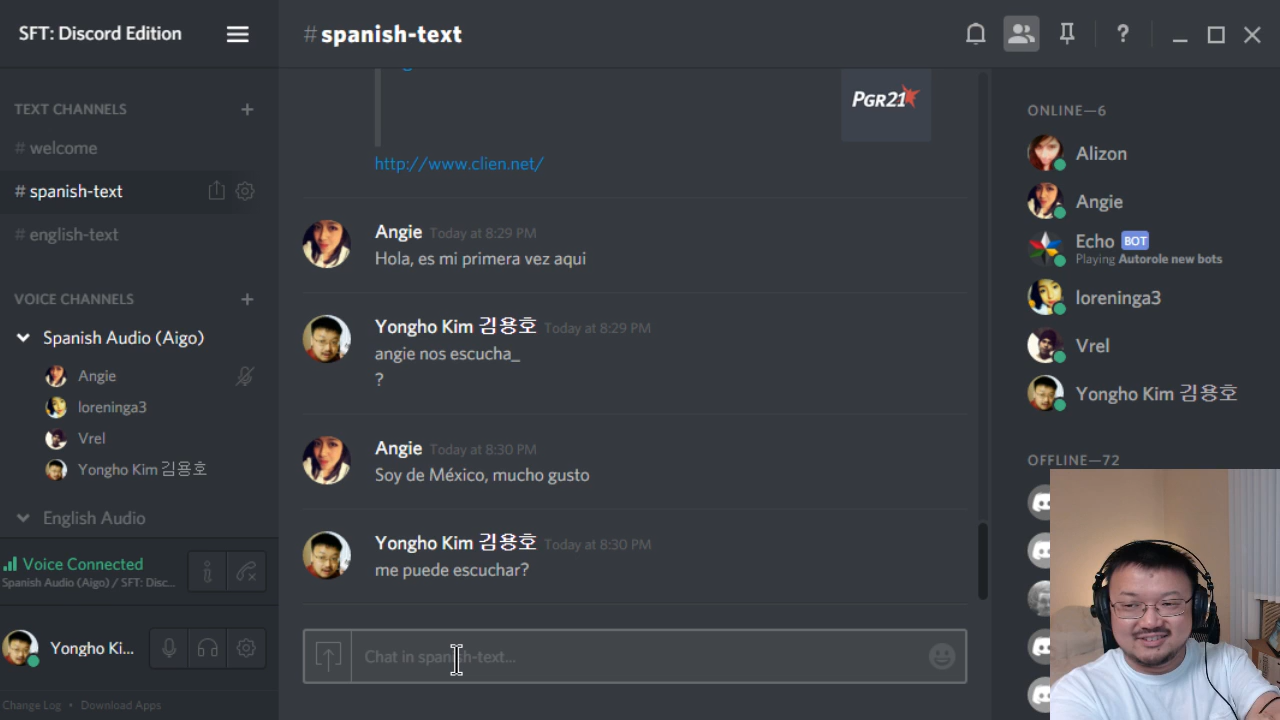 SFT: Discord Edition
TEXT CHANNELS
# welcome
# spanish-text
# english-text
VOICE CHANNELS
Spanish Audio (Aigo)
Angie
loreninga3
Vrel
Yongho Kim 김용호
English Audio
Voice Connected
Spanish Audio (Aigo) / SFT: Disc...
Yongho Ki...
Change Log • Download Apps
#spanish-text
PGR21
http://www.clien.net/
Angie Today at 8:29 PM
Hola, es mi primera vez aqui
Yongho Kim 김용호 Today at 8:29 PM
angie nos escucha_
?
Angie Today at 8:30 PM
Soy de México, mucho gusto
Yongho Kim 김용호 Today at 8:30 PM
me puede escuchar?
Chat in spanish-text...
ONLINE—6
Alizon
Angie
Echo BOT
Playing Autorole new bots
loreninga3
Vrel
Yongho Kim 김용호
OFFLINE—72